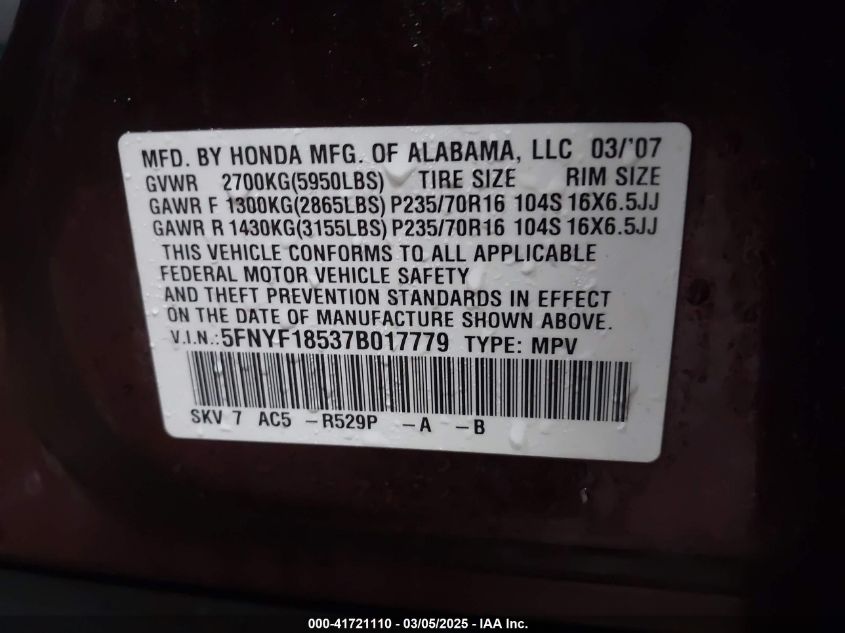 MFD. BY HONDA MFG. OF ALABAMA, LLC 03/'07
GVWR 2700KG(5950LBS) TIRE SIZE RIM SIZE
GAWR F 1300KG(2865LBS) P235/70R16 104S 16X6.5JJ
GAWR R 1430KG(3155LBS) P235/70R16 104S 16X6.5JJ
THIS VEHICLE CONFORMS TO ALL APPLICABLE
FEDERAL MOTOR VEHICLE SAFETY
AND THEFT PREVENTION STANDARDS IN EFFECT
ON THE DATE OF MANUFACTURE SHOWN ABOVE.
V.I.N.: 5FNYF18537B017779 TYPE: MPV
SKV 7 AC5 -R529P -A -B
000-41721110 - 03/05/2025 - IAA Inc.